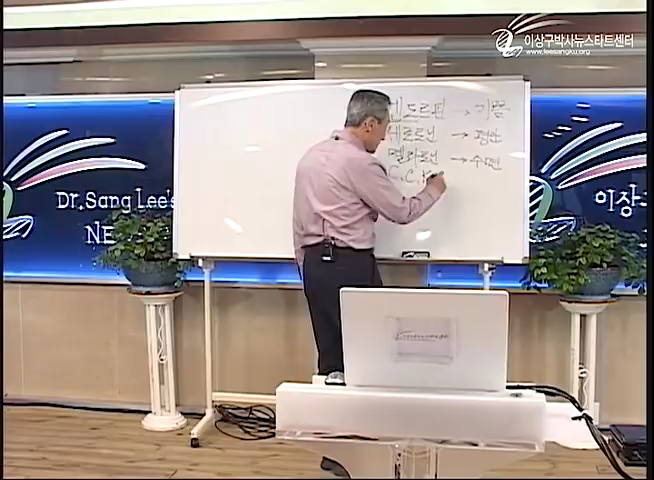 이상구박사뉴스타트센터
www.leesangku.org
엔도르핀 → 기쁨
세로토닌 → 평안
멜라토닌 → 수면
C.C.K
Dr.Sang Lee's
NE
이상